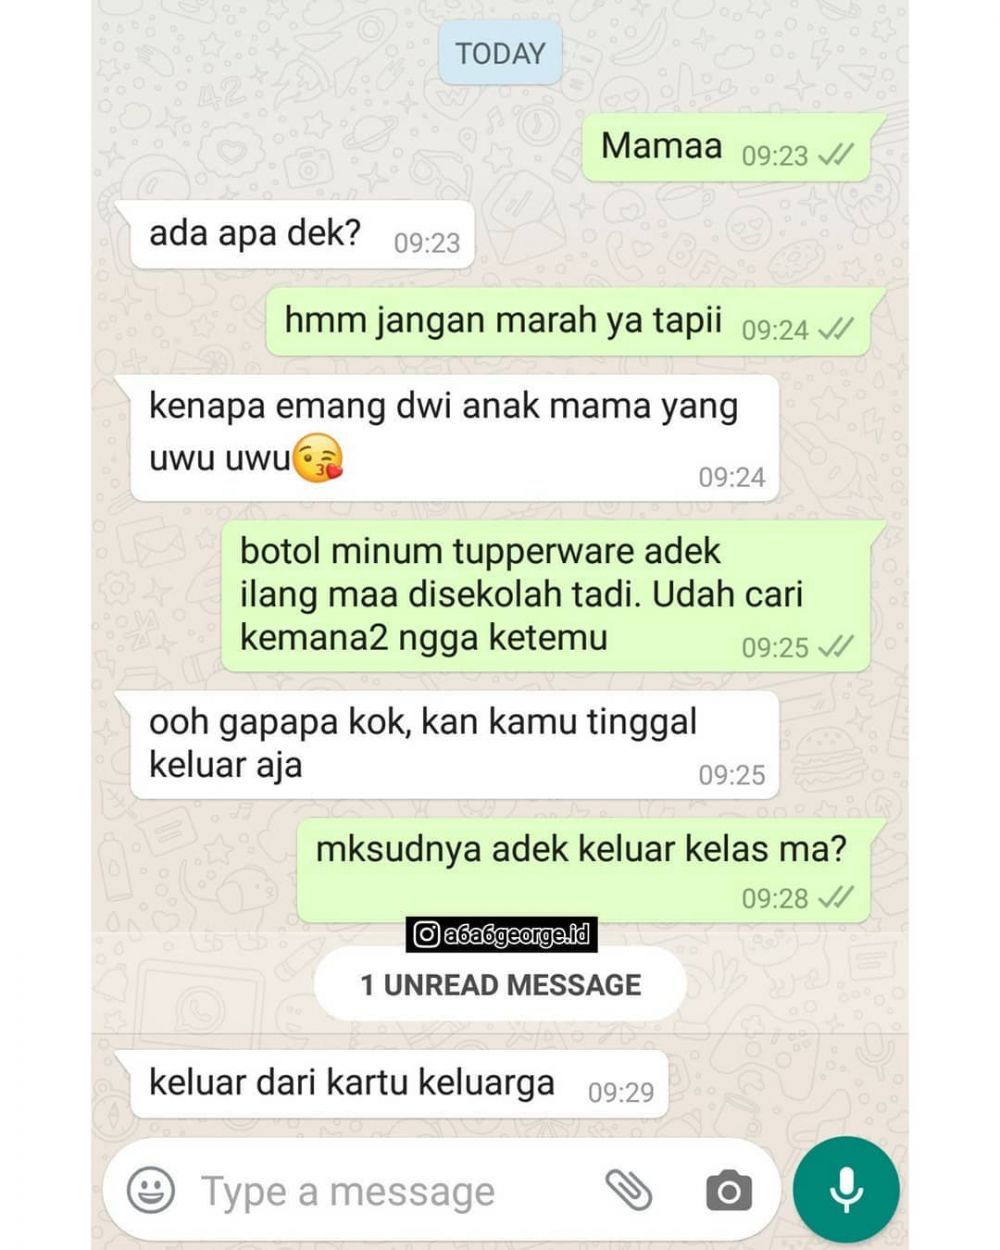 TODAY
Mamaa 09:23
ada apa dek? 09:23
hmm jangan marah ya tapii 09:24
kenapa emang dwi anak mama yang
uwu uwu😘
09:24
botol minum tupperware adek
ilang maa disekolah tadi. Udah cari
kemana2 ngga ketemu 09:25
ooh gapapa kok, kan kamu tinggal
keluar aja 09:25
mksudnya adek keluar kelas ma?
09:28
a6a6george.id
1 UNREAD MESSAGE
keluar dari kartu keluarga 09:29
Type a message